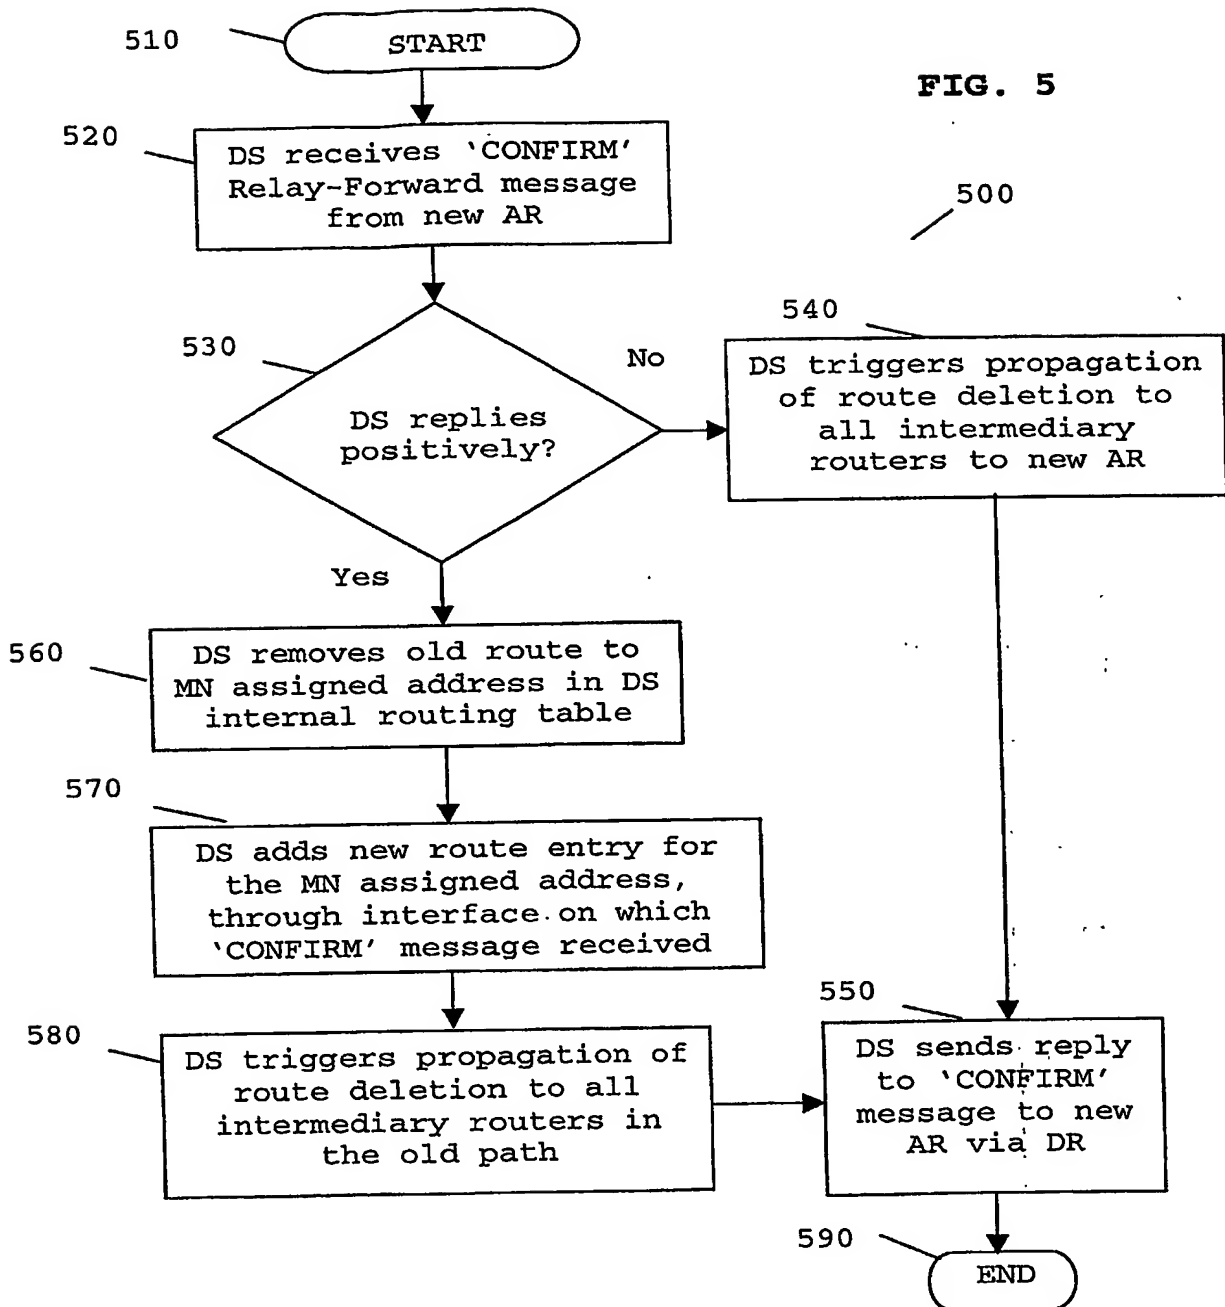 510
START
FIG. 5
520
DS receives 'CONFIRM'
Relay-Forward message
from new AR
500
530
DS replies
positively?
No
540
DS triggers propagation
of route deletion to
all intermediary
routers to new AR
Yes
560
DS removes old route to
MN assigned address in DS
internal routing table
570
DS adds new route entry for
the MN assigned address,
through interface on which
'CONFIRM' message received
580
DS triggers propagation of
route deletion to all
intermediary routers in
the old path
550
DS sends reply
to 'CONFIRM'
message to new
AR via DR
590
END